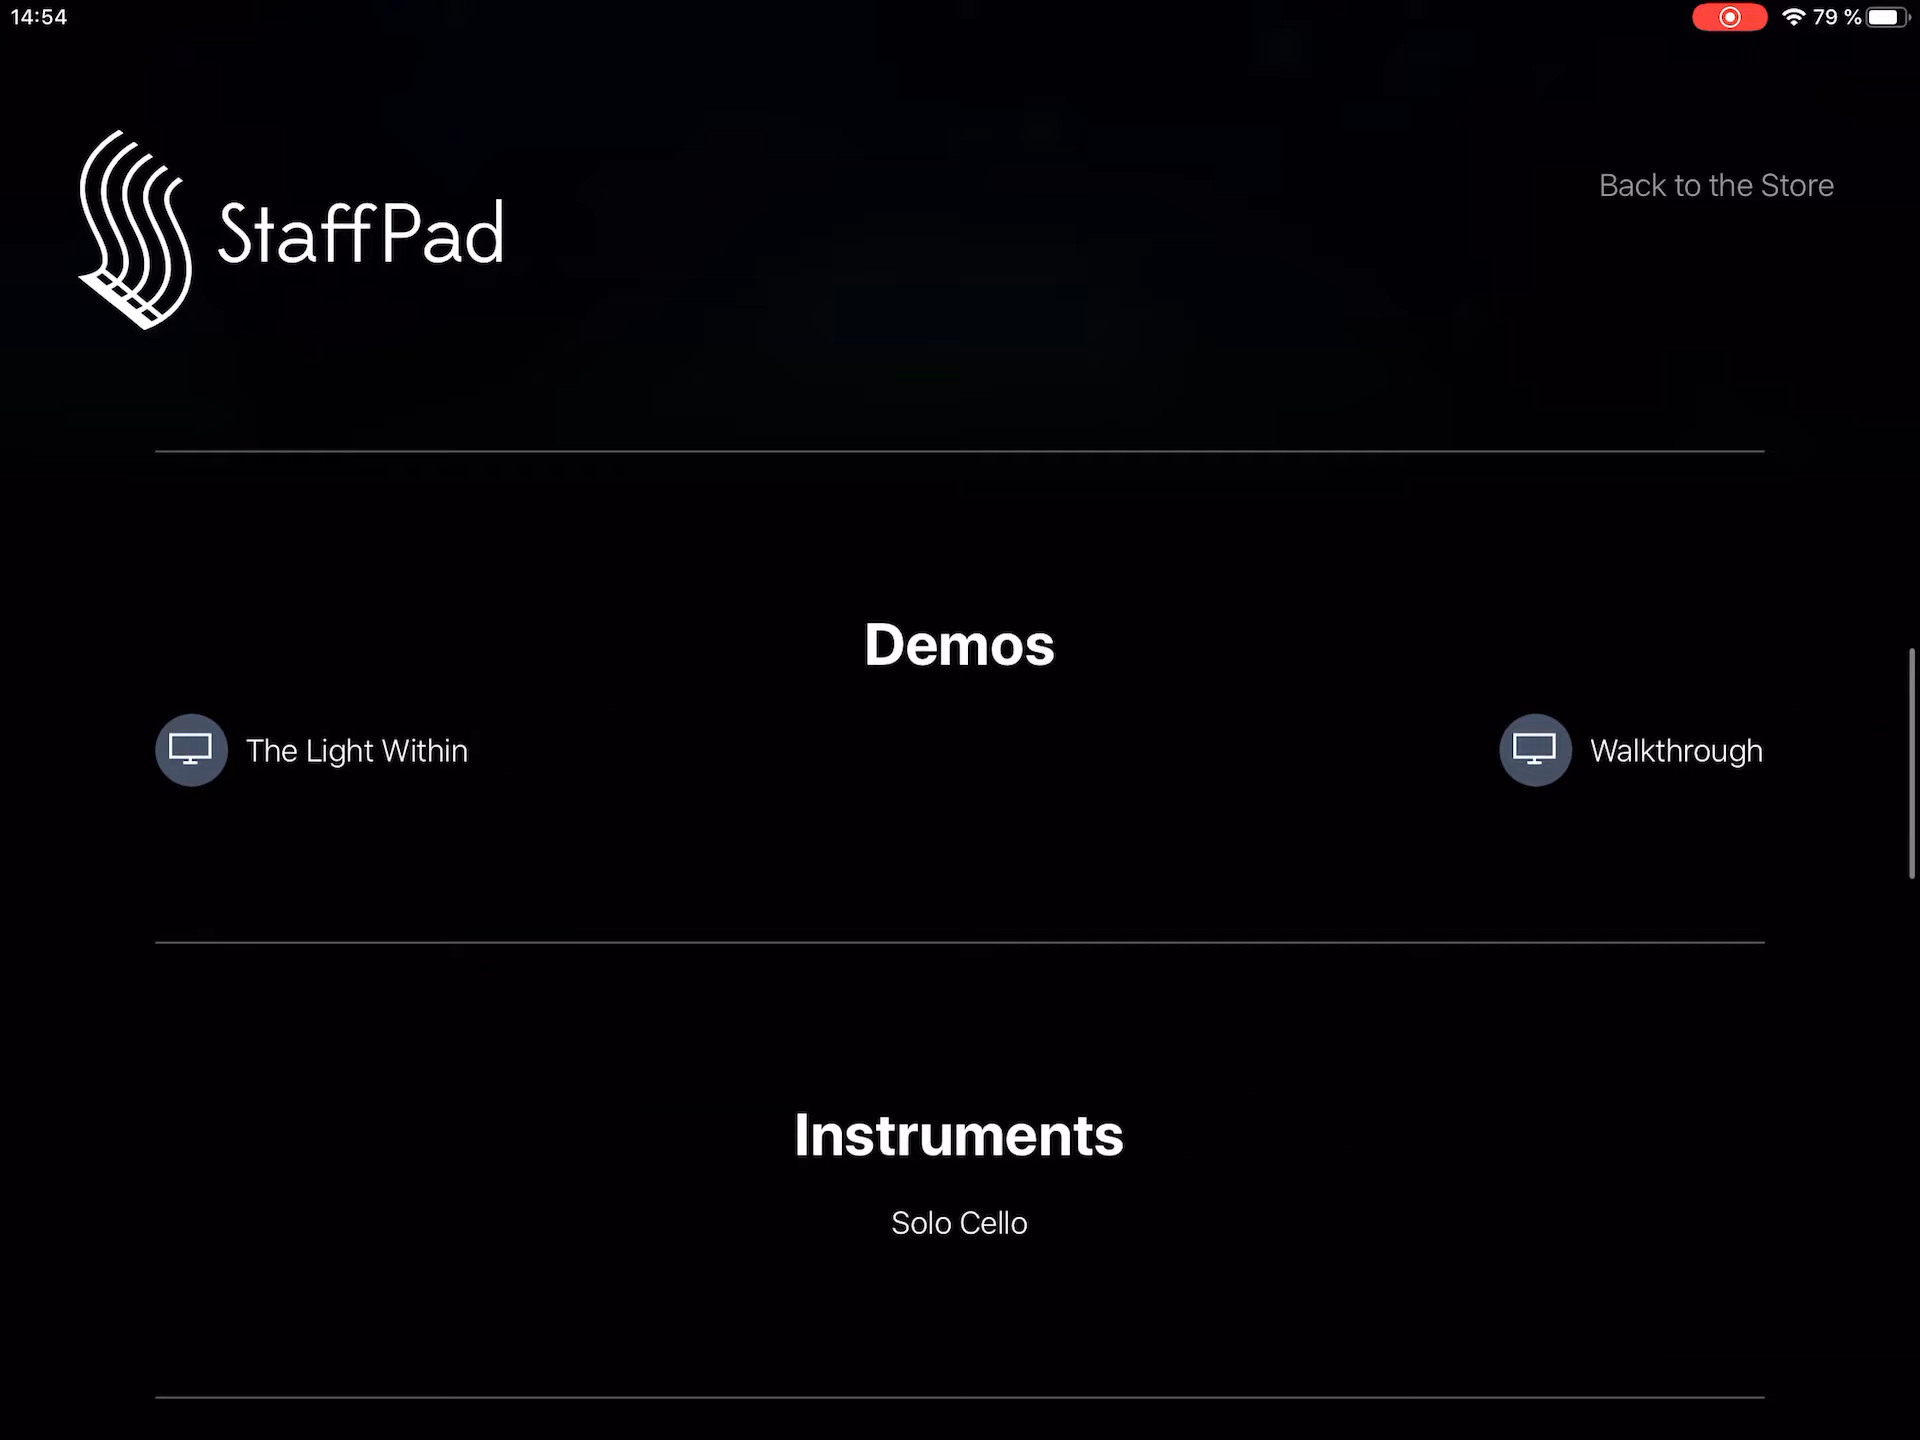 14:54
79 %
StaffPad
Back to the Store
Demos
The Light Within
Walkthrough
Instruments
Solo Cello